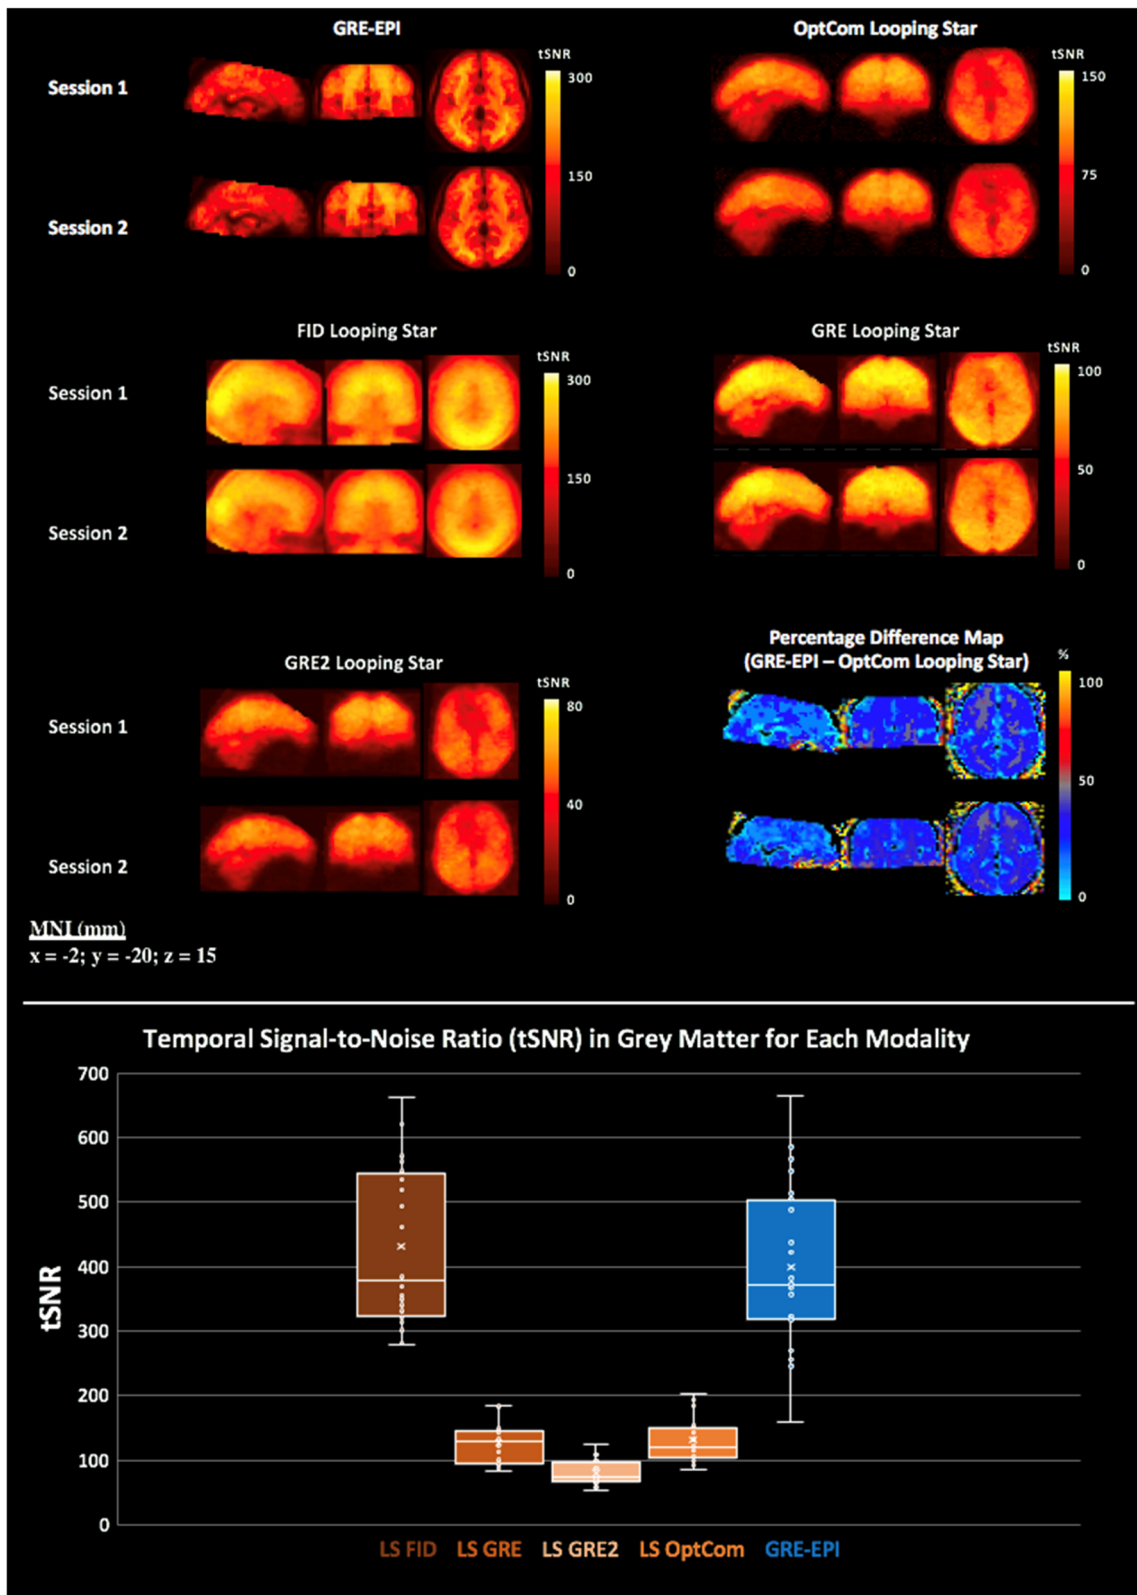 GRE-EPI
OptCom Looping Star
tSNR
tSNR
Session 1
300
150
150
75
Session 2
0
0
FID Looping Star
GRE Looping Star
tSNR
tSNR
Session 1
300
100
150
50
Session 2
0
0
GRE2 Looping Star
Percentage Difference Map
(GRE-EPI – OptCom Looping Star)
tSNR
%
Session 1
80
100
40
50
Session 2
0
0
MNI (mm)
x = -2; y = -20; z = 15
Temporal Signal-to-Noise Ratio (tSNR) in Grey Matter for Each Modality
700
600
500
400
300
200
100
0
tSNR
LS FID LS GRE LS GRE2 LS OptCom GRE-EPI